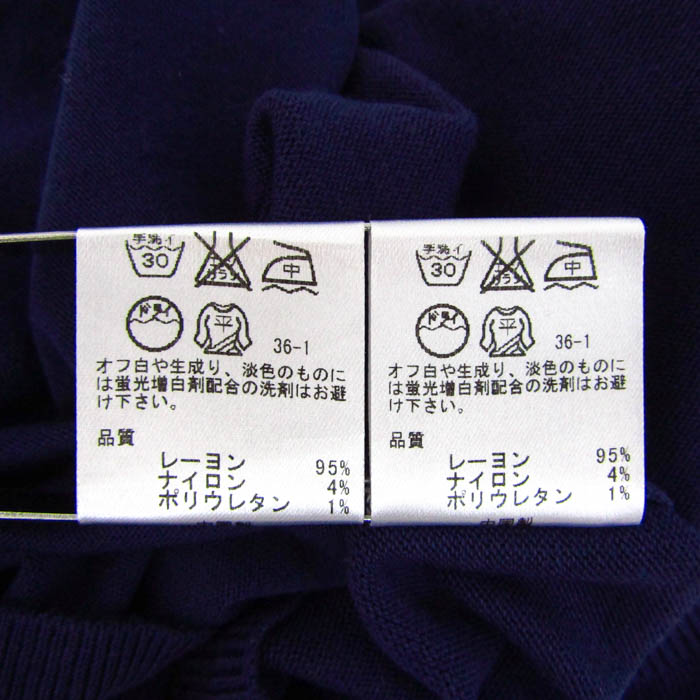 手洗イ
30
中
平
36-1
オフ白や生成り、淡色のものに
は蛍光増白剤配合の洗剤はお避
け下さい。
品質
レーヨン 95%
ナイロン 4%
ポリウレタン 1%
手洗イ
30
中
平
36-1
オフ白や生成り、淡色のものに
は蛍光増白剤配合の洗剤はお避
け下さい。
品質
レーヨン 95%
ナイロン 4%
ポリウレタン 1%